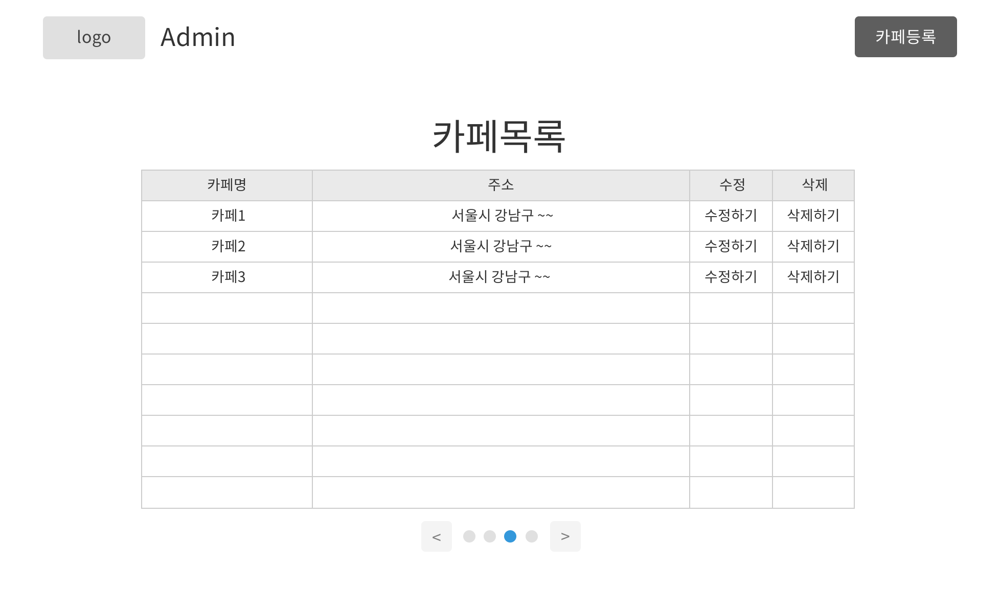 logo Admin 카페등록
카페목록
카페명 주소 수정 삭제
카페1 서울시 강남구 ~~ 수정하기 삭제하기
카페2 서울시 강남구 ~~ 수정하기 삭제하기
카페3 서울시 강남구 ~~ 수정하기 삭제하기
< >